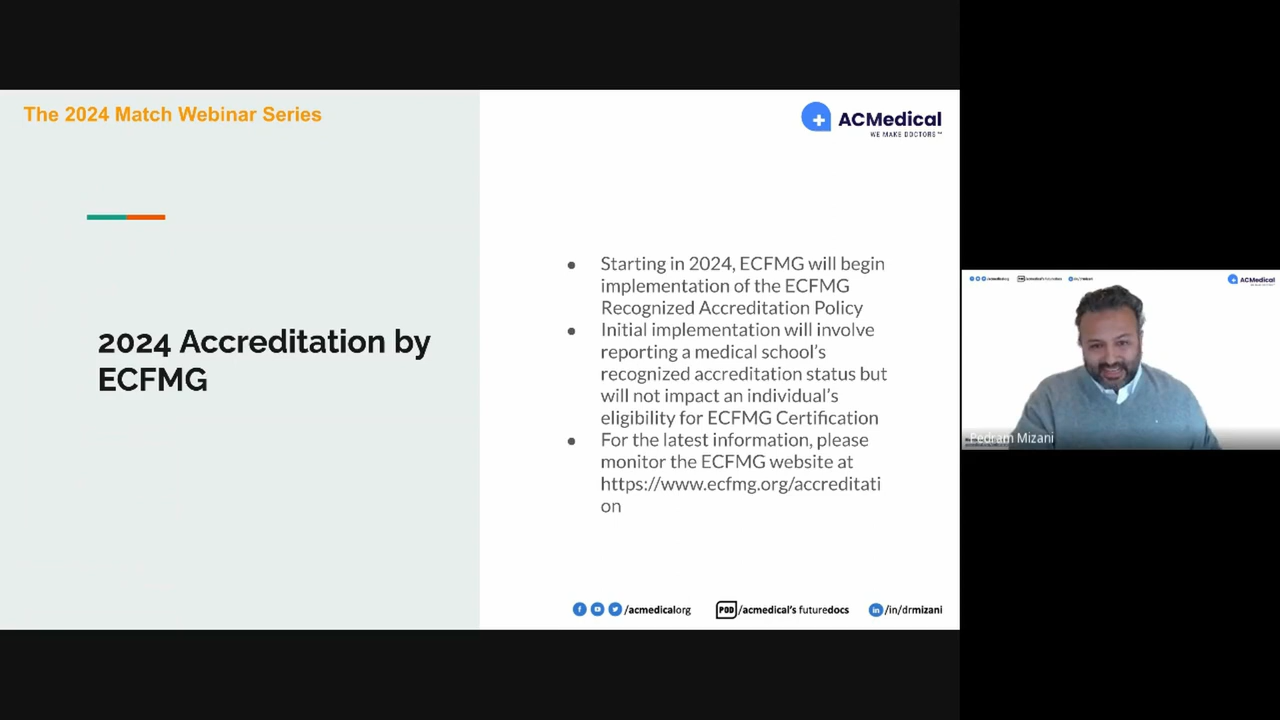 The 2024 Match Webinar Series
ACMedical
WE MAKE DOCTORS™
2024 Accreditation by
ECFMG
● Starting in 2024, ECFMG will begin
implementation of the ECFMG
Recognized Accreditation Policy
● Initial implementation will involve
reporting a medical school's
recognized accreditation status but
will not impact an individual's
eligibility for ECFMG Certification
● For the latest information, please
monitor the ECFMG website at
https://www.ecfmg.org/accreditati
on
/acmedicalorg
POD /acmedical's futuredocs
in /in/drmizani
ACMedical
Pedram Mizani